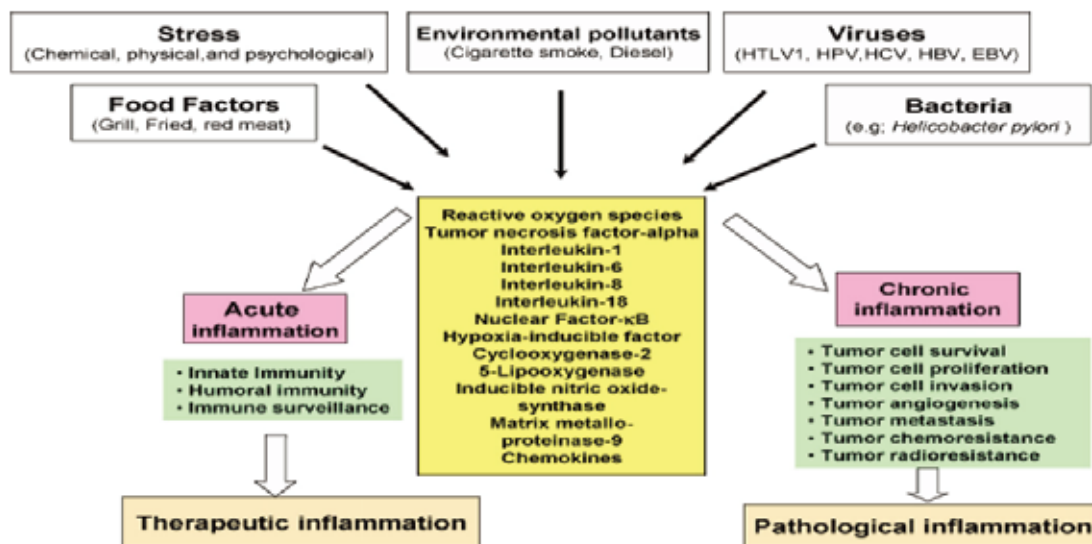 Stress
(Chemical, physical,and psychological)
Environmental pollutants
(Cigarette smoke, Diesel)
Viruses
(HTLV1, HPV,HCV, HBV, EBV)
Food Factors
(Grill, Fried, red meat)
Bacteria
(e.g; Helicobacter pylori )
Reactive oxygen species
Tumor necrosis factor-alpha
Interleukin-1
Interleukin-6
Interleukin-8
Interleukin-18
Nuclear Factor-κB
Hypoxia-inducible factor
Cyclooxygenase-2
5-Lipooxygenase
Inducible nitric oxide-
synthase
Matrix metallo-
proteinase-9
Chemokines
Acute
inflammation
• Innate Immunity
• Humoral immunity
• Immune surveillance
Therapeutic inflammation
Chronic
inflammation
• Tumor cell survival
• Tumor cell proliferation
• Tumor cell invasion
• Tumor angiogenesis
• Tumor metastasis
• Tumor chemoresistance
• Tumor radioresistance
Pathological inflammation